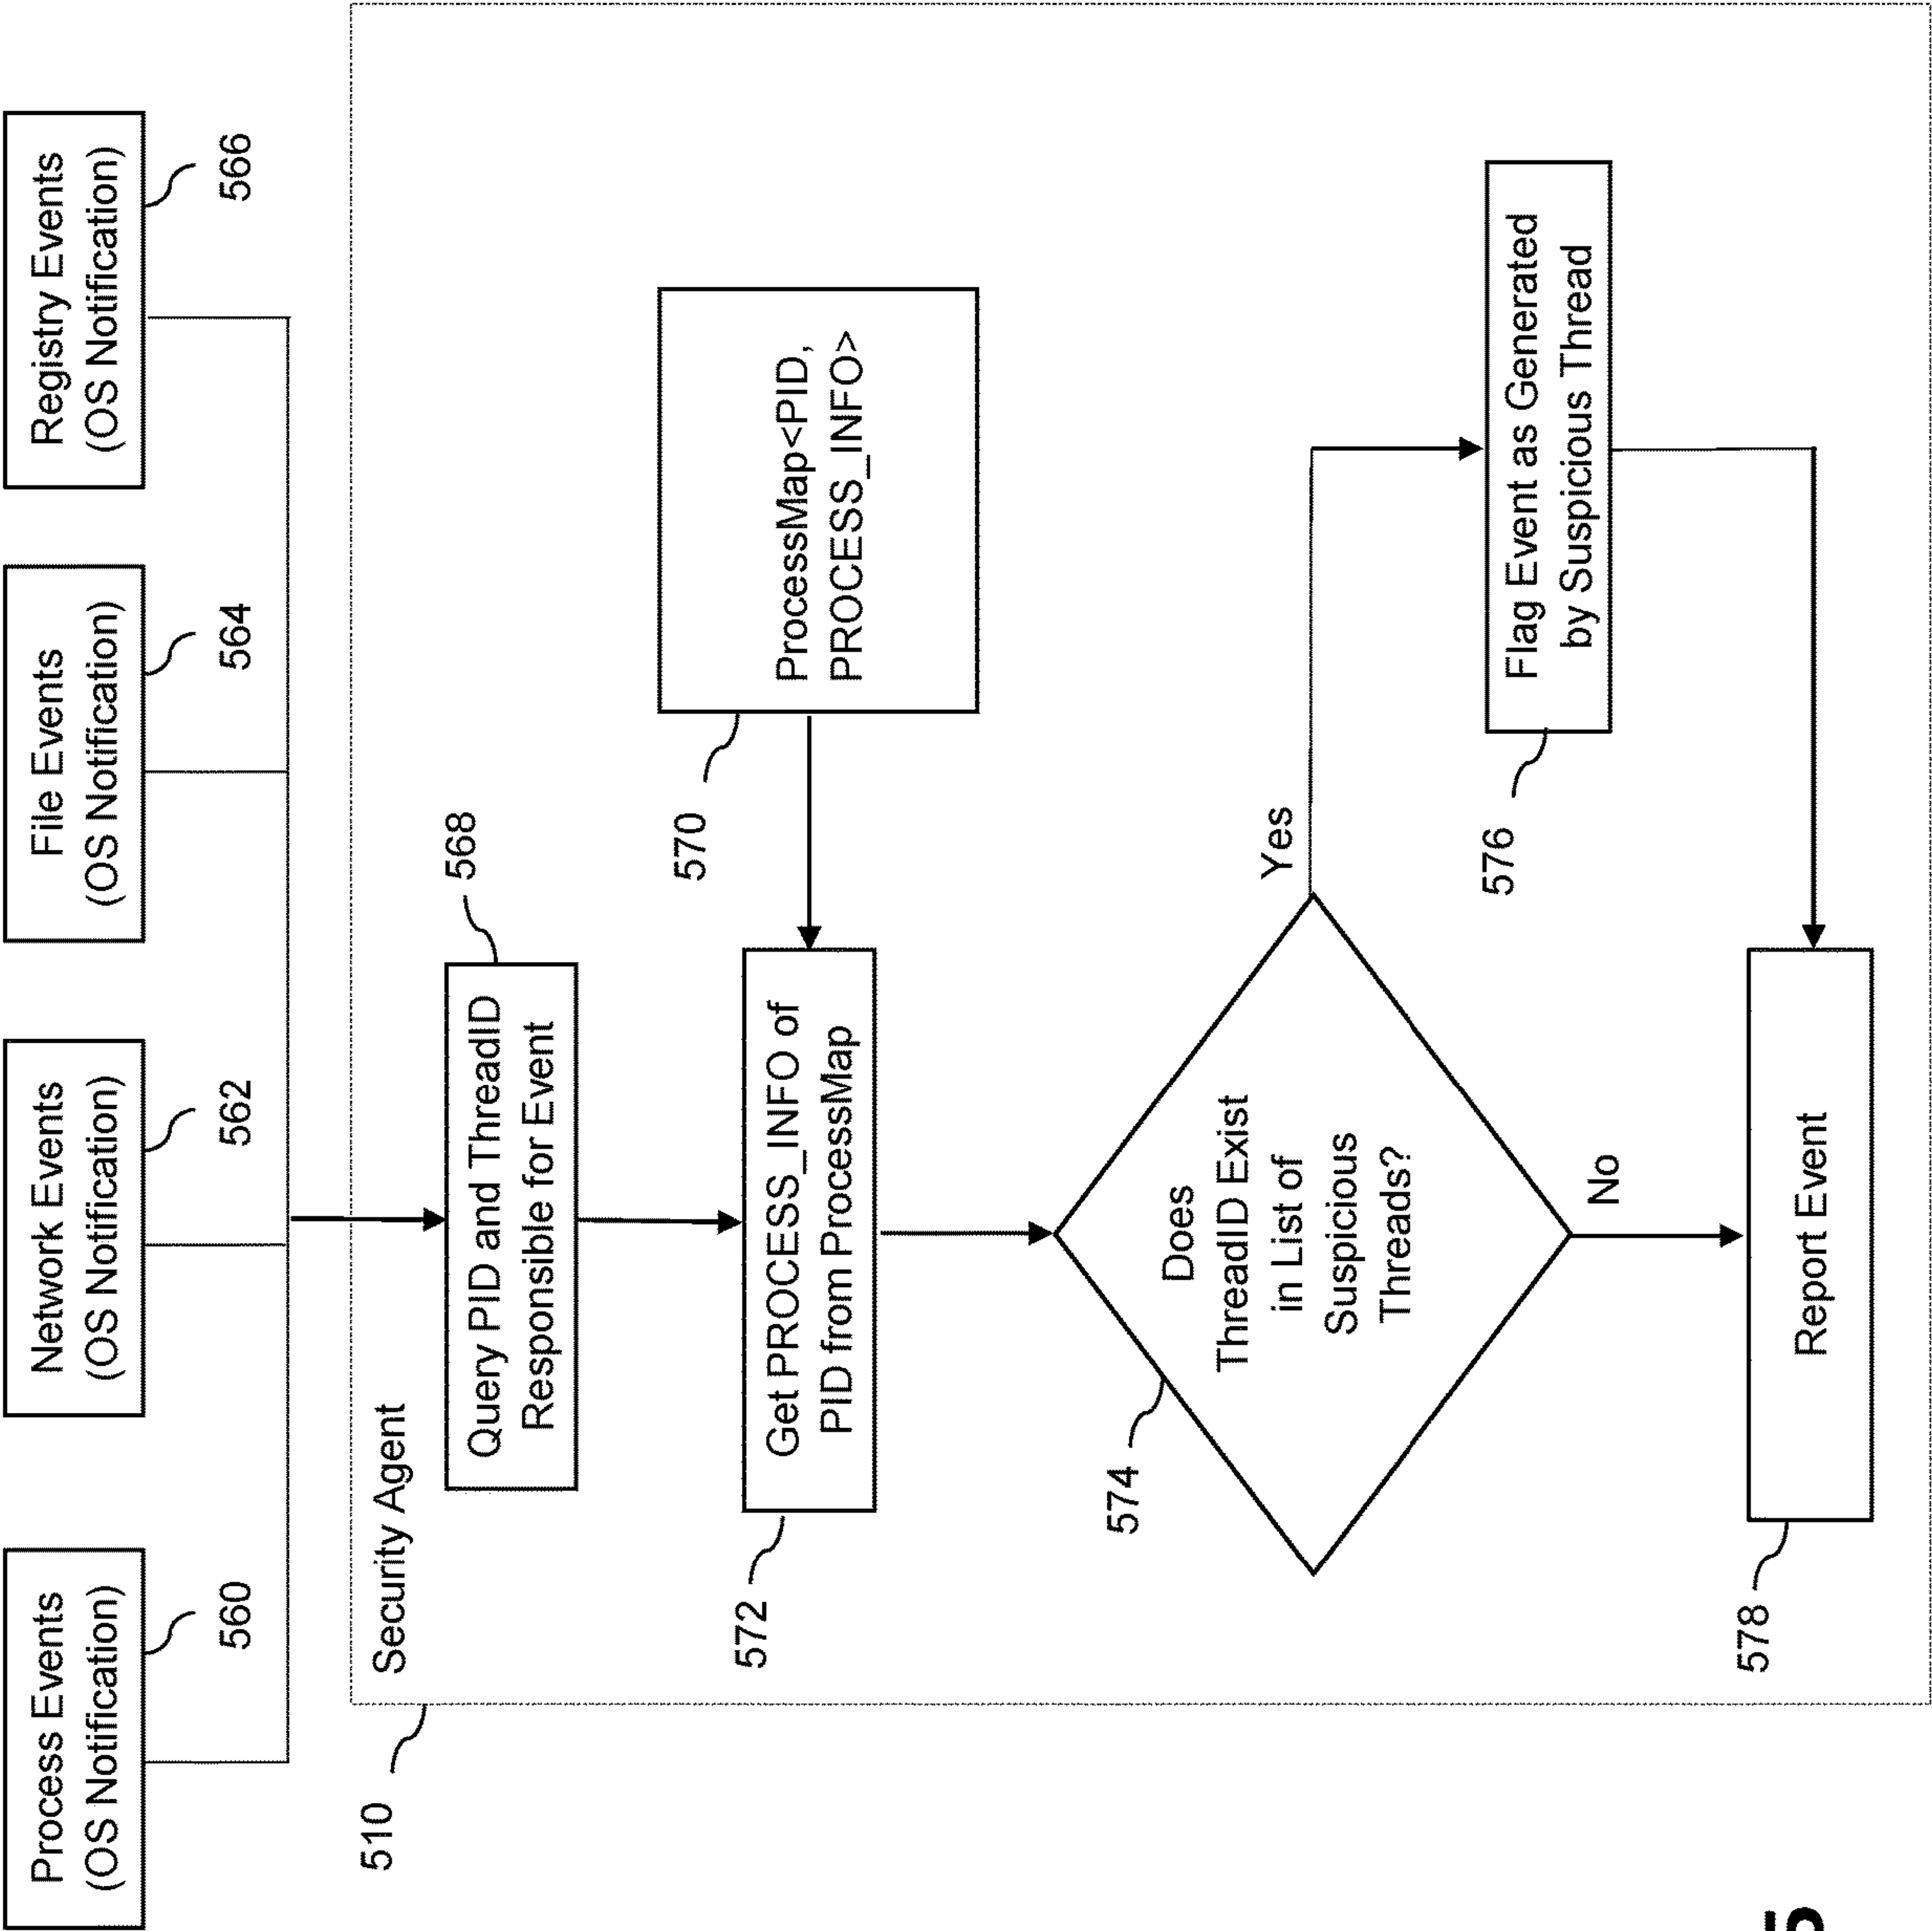 Process Events
(OS Notification)
560
Network Events
(OS Notification)
562
File Events
(OS Notification)
564
Registry Events
(OS Notification)
566
510
Security Agent
Query PID and ThreadID
Responsible for Event
568
572
Get PROCESS_INFO of
PID from ProcessMap
570
ProcessMap<PID,
PROCESS_INFO>
574
Does
ThreadID Exist
in List of
Suspicious
Threads?
Yes
No
576
Flag Event as Generated
by Suspicious Thread
578
Report Event
5